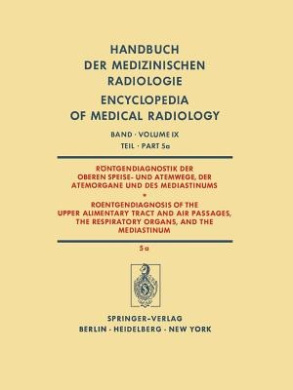 HANDBUCH
DER MEDIZINISCHEN
RADIOLOGIE
ENCYCLOPEDIA
OF MEDICAL RADIOLOGY
BAND · VOLUME IX
TEIL · PART 5a
RÖNTGENDIAGNOSTIK DER
OBEREN SPEISE- UND ATEMWEGE, DER
ATEMORGANE UND DES MEDIASTINUMS
•
ROENTGENDIAGNOSIS OF THE
UPPER ALIMENTARY TRACT AND AIR PASSAGES,
THE RESPIRATORY ORGANS, AND THE
MEDIASTINUM
5a
SPRINGER-VERLAG
BERLIN · HEIDELBERG · NEW YORK